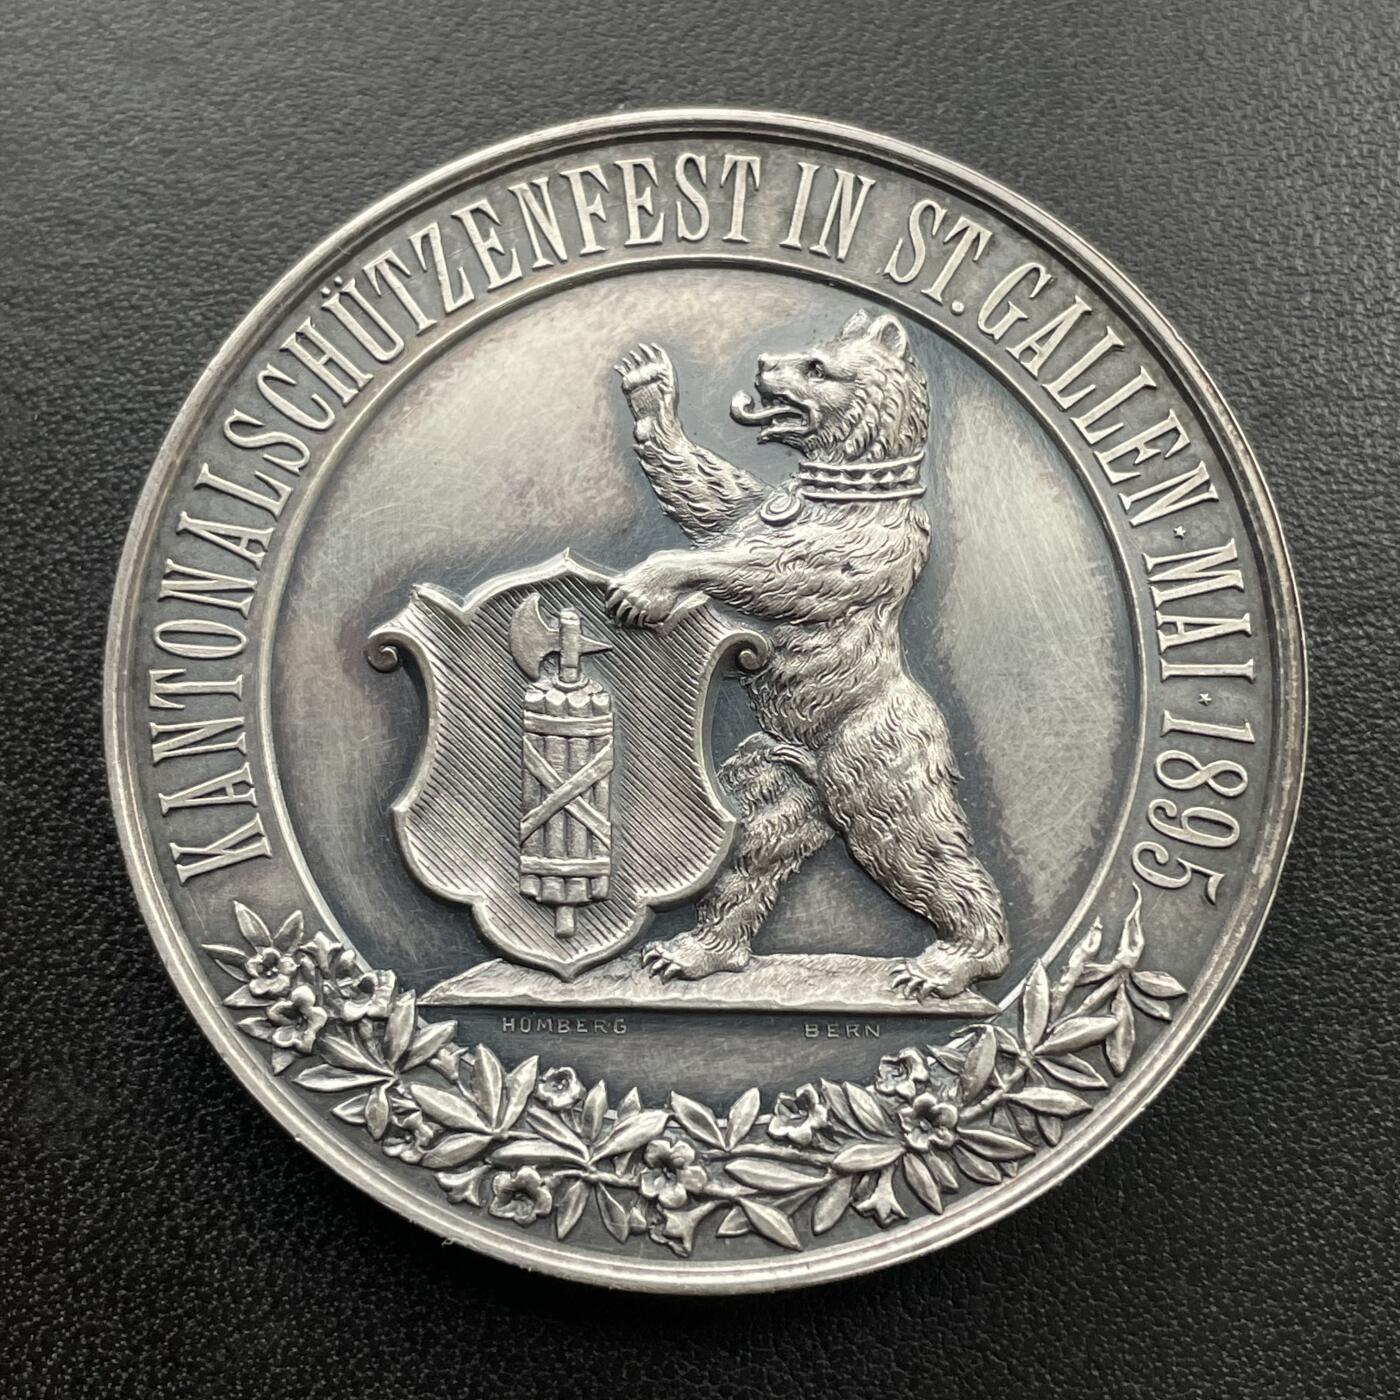 KANTONALSCHÜTZENFEST IN ST. GALLEN · MAI · 1895
HOMBERG BERN